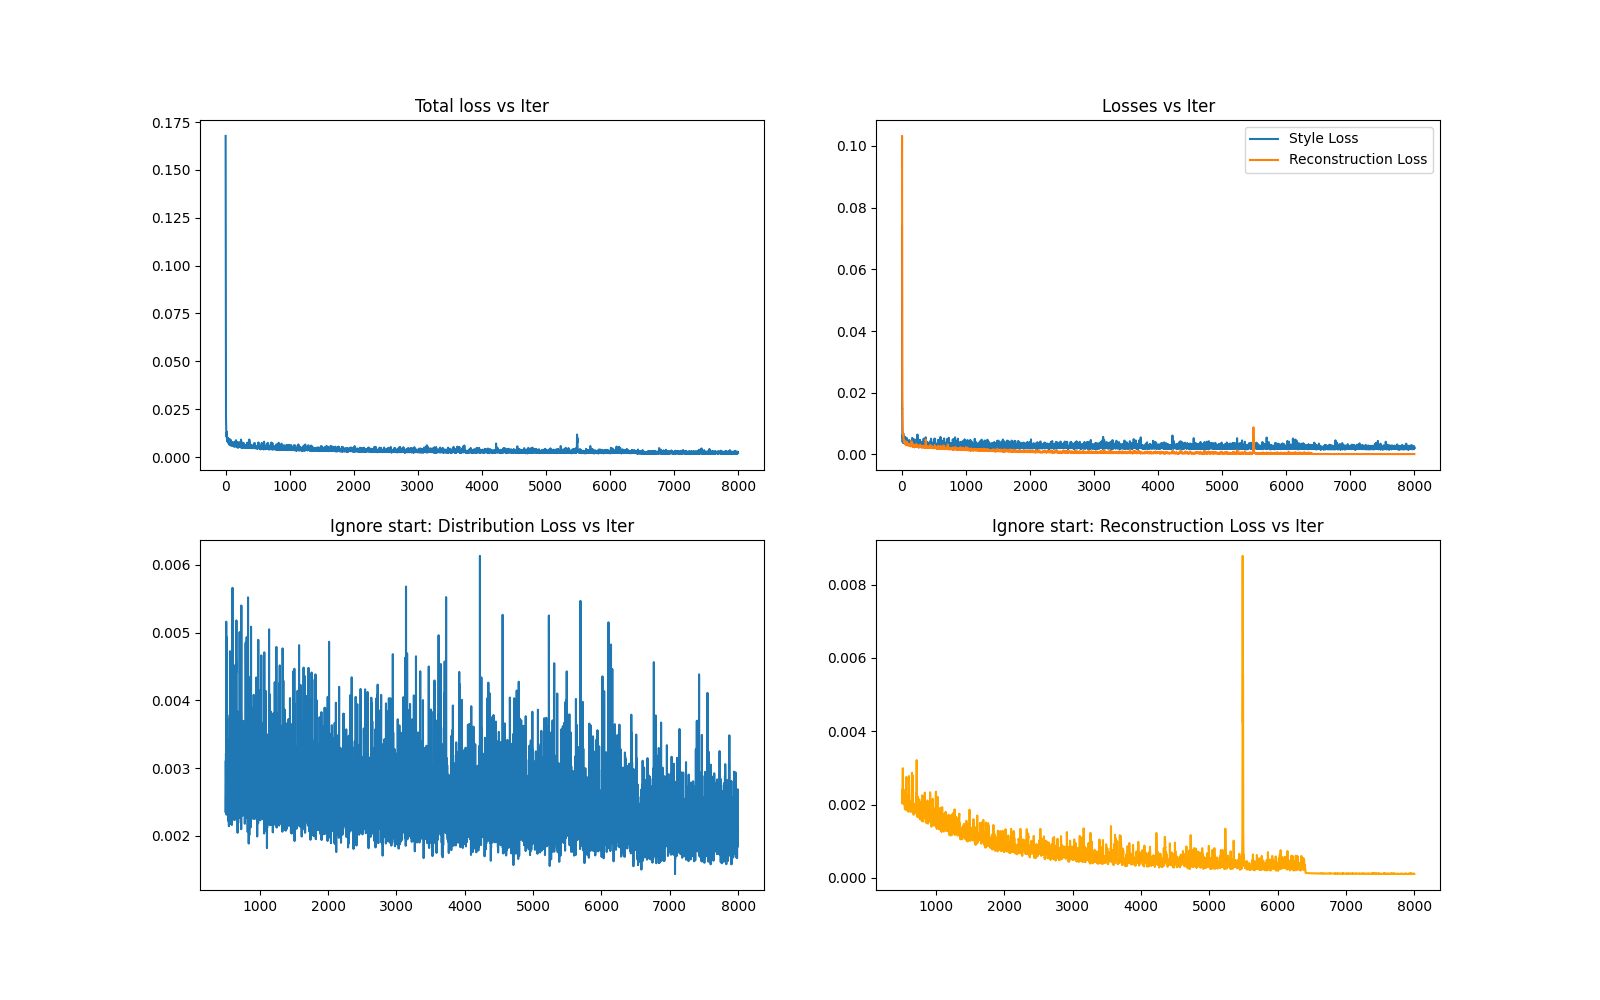 Total loss vs Iter
0.175
0.150
0.125
0.100
0.075
0.050
0.025
0.000
0 1000 2000 3000 4000 5000 6000 7000 8000
Losses vs Iter
Style Loss
Reconstruction Loss
0.10
0.08
0.06
0.04
0.02
0.00
0 1000 2000 3000 4000 5000 6000 7000 8000
Ignore start: Distribution Loss vs Iter
0.006
0.005
0.004
0.003
0.002
1000 2000 3000 4000 5000 6000 7000 8000
Ignore start: Reconstruction Loss vs Iter
0.008
0.006
0.004
0.002
0.000
1000 2000 3000 4000 5000 6000 7000 8000